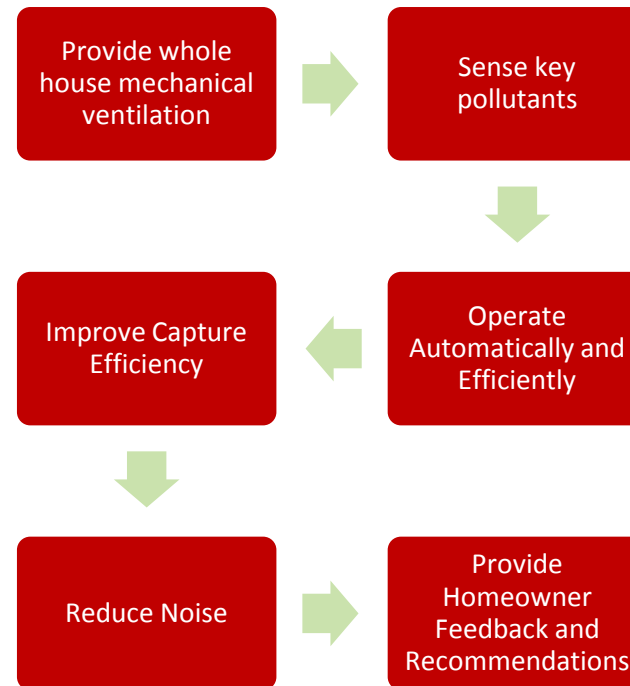 Provide whole
house mechanical
ventilation
Sense key
pollutants
Operate
Automatically and
Efficiently
Improve Capture
Efficiency
Reduce Noise
Provide
Homeowner
Feedback and
Recommendations